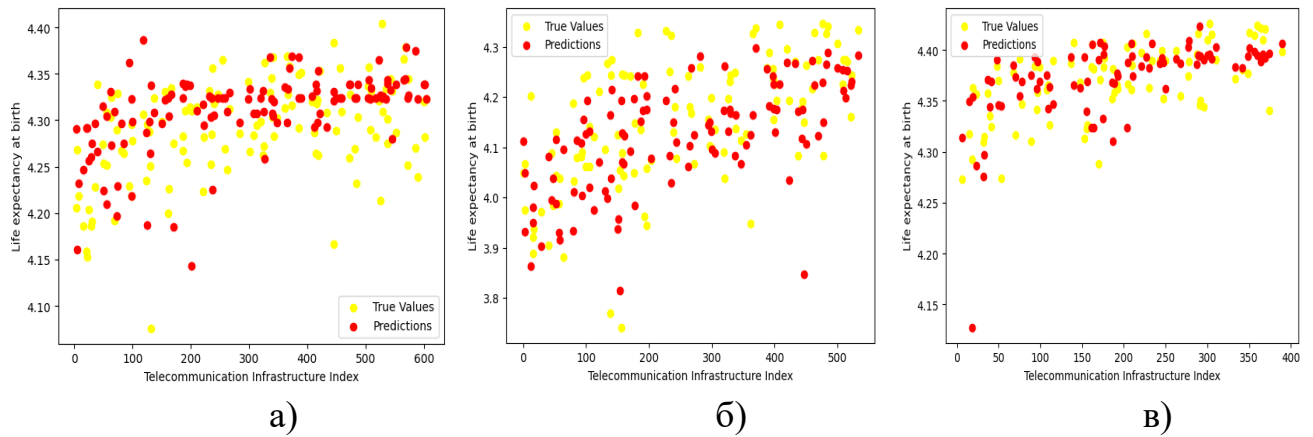 4.40
4.35
4.30
4.25
4.20
4.15
4.10
Life expectancy at birth
True Values
Predictions
0 100 200 300 400 500 600
Telecommunication Infrastructure Index
а)
4.3
4.2
4.1
4.0
3.9
3.8
Life expectancy at birth
True Values
Predictions
0 100 200 300 400 500
Telecommunication Infrastructure Index
б)
4.40
4.35
4.30
4.25
4.20
4.15
Life expectancy at birth
True Values
Predictions
0 50 100 150 200 250 300 350 400
Telecommunication Infrastructure Index
в)